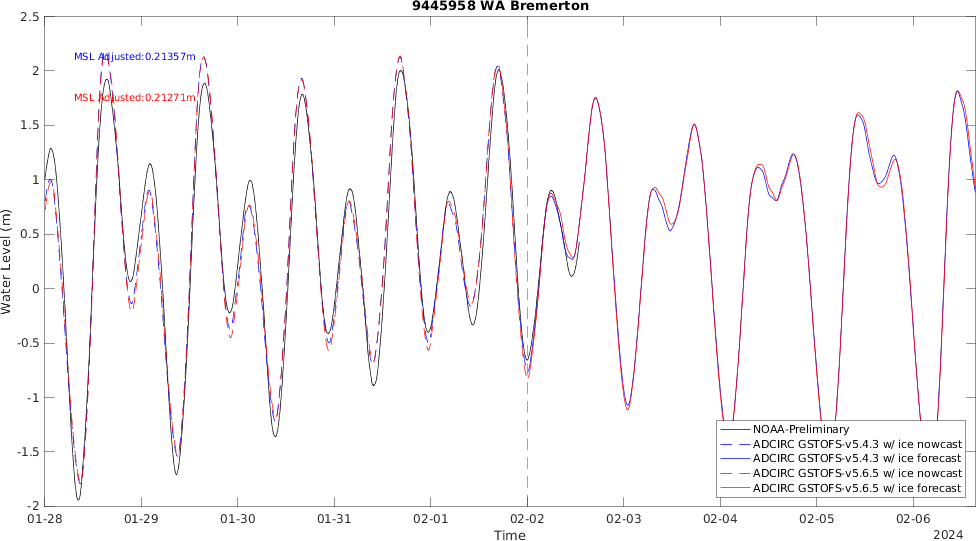 9445958 WA Bremerton
2.5
2
1.5
1
0.5
0
-0.5
-1
-1.5
-2
Water Level (m)
MSL Adjusted:0.21357m
MSL Adjusted:0.21271m
NOAA-Preliminary
ADCIRC GSTOFS-v5.4.3 w/ ice nowcast
ADCIRC GSTOFS-v5.4.3 w/ ice forecast
ADCIRC GSTOFS-v5.6.5 w/ ice nowcast
ADCIRC GSTOFS-v5.6.5 w/ ice forecast
01-28 01-29 01-30 01-31 02-01 02-02 02-03 02-04 02-05 02-06
Time
2024